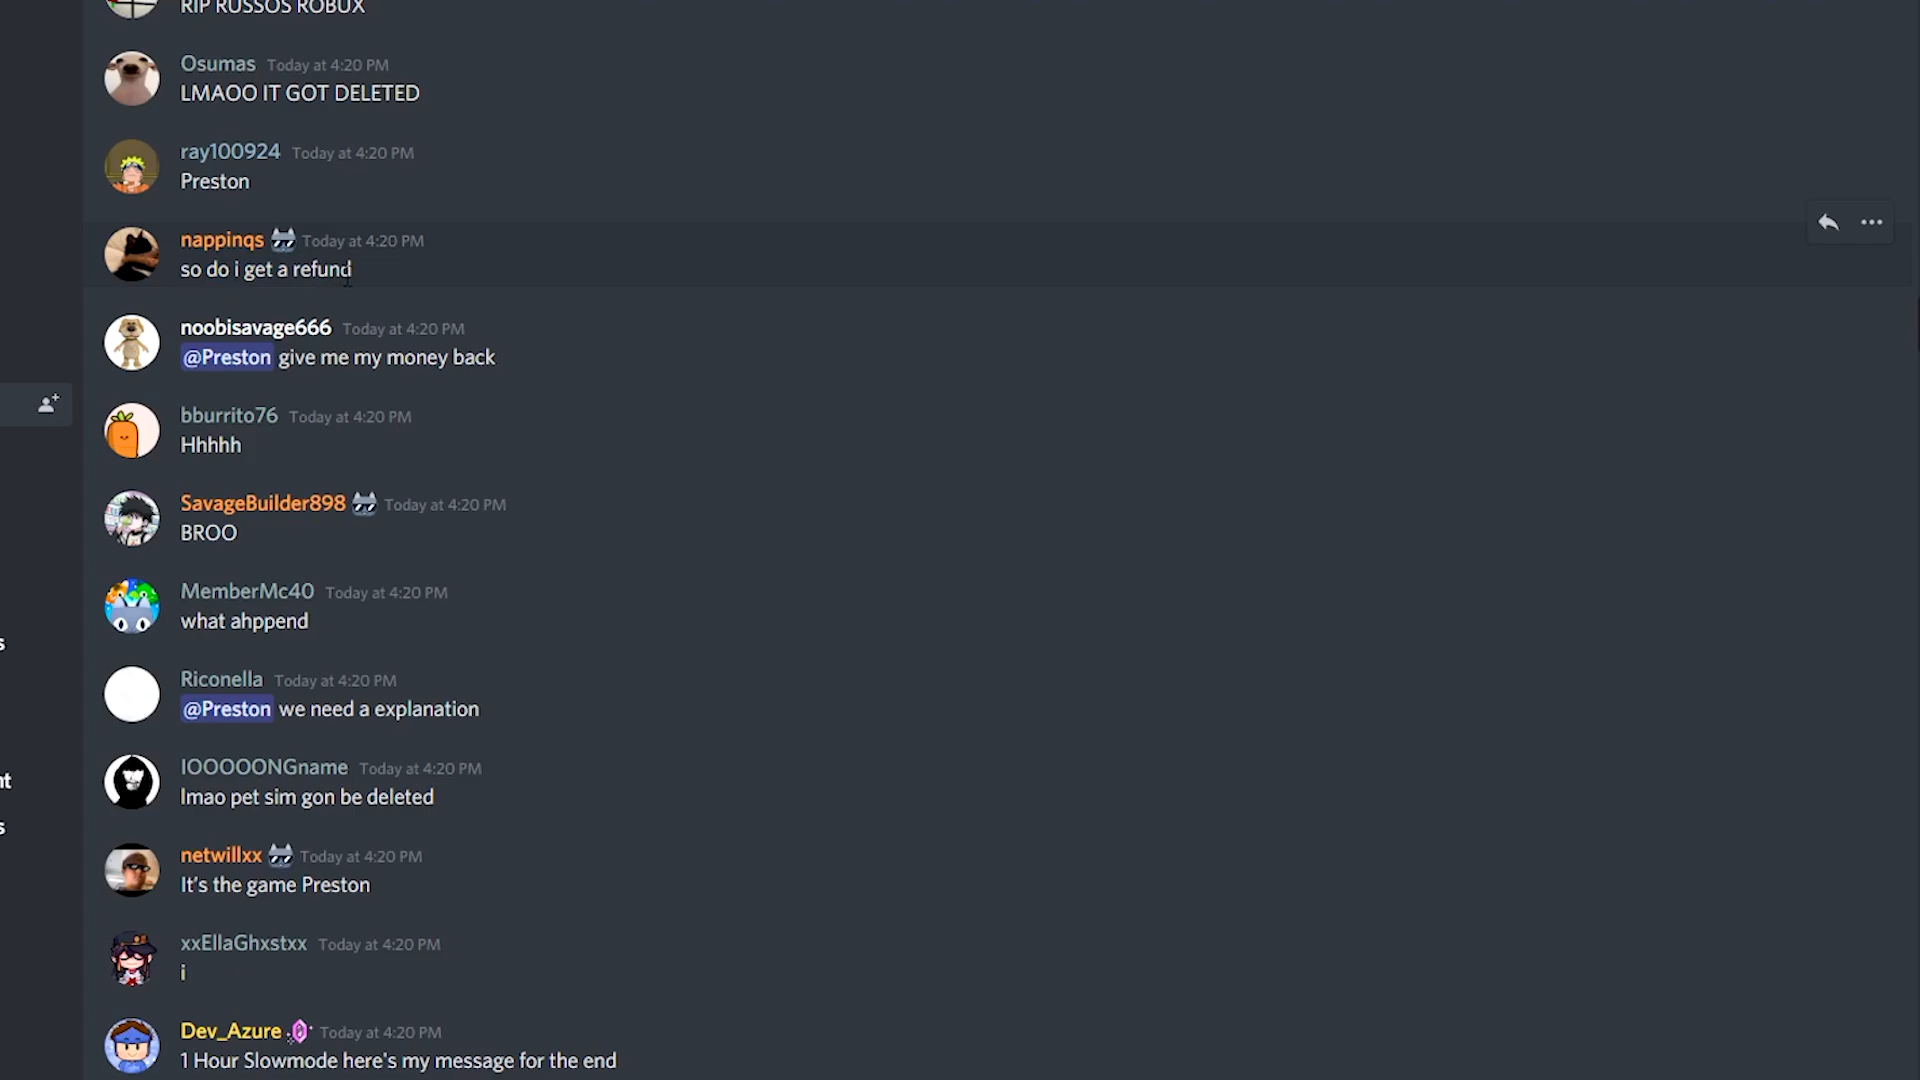 RIP RUSSOS ROBUX
Osumas Today at 4:20 PM
LMAOO IT GOT DELETED
ray100924 Today at 4:20 PM
Preston
nappinqs Today at 4:20 PM
so do i get a refund
noobisavage666 Today at 4:20 PM
@Preston give me my money back
bburrito76 Today at 4:20 PM
Hhhhh
SavageBuilder898 Today at 4:20 PM
BROO
MemberMc40 Today at 4:20 PM
what ahppend
Riconella Today at 4:20 PM
@Preston we need a explanation
lOOOOONGname Today at 4:20 PM
lmao pet sim gon be deleted
netwillxx Today at 4:20 PM
It's the game Preston
xxEllaGhxstxx Today at 4:20 PM
i
Dev_Azure Today at 4:20 PM
1 Hour Slowmode here's my message for the end